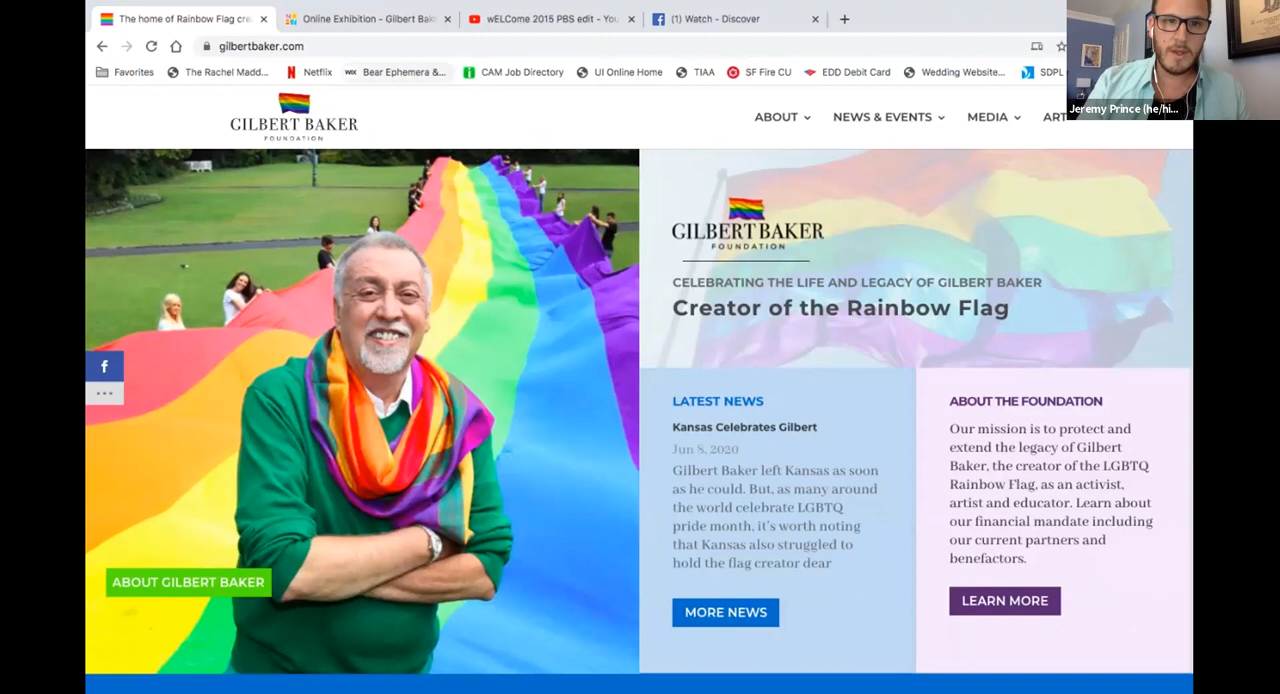 The home of Rainbow Flag cre
Online Exhibition - Gilbert Bak
wELCome 2015 PBS edit - You
(1) Watch - Discover
gilbertbaker.com
Favorites
The Rachel Madd...
Netflix
WIX
Bear Ephemera &...
CAM Job Directory
UI Online Home
TIAA
SF Fire CU
EDD Debit Card
Wedding Website...
SDPL
Jeremy Prince (he/hi...
GILBERT BAKER
FOUNDATION
ABOUT
NEWS & EVENTS
MEDIA
ART
GILBERT BAKER
FOUNDATION
CELEBRATING THE LIFE AND LEGACY OF GILBERT BAKER
Creator of the Rainbow Flag
f
ABOUT GILBERT BAKER
LATEST NEWS
Kansas Celebrates Gilbert
Jun 8, 2020
Gilbert Baker left Kansas as soon
as he could. But, as many around
the world celebrate LGBTQ
pride month, it's worth noting
that Kansas also struggled to
hold the flag creator dear
MORE NEWS
ABOUT THE FOUNDATION
Our mission is to protect and
extend the legacy of Gilbert
Baker, the creator of the LGBTQ
Rainbow Flag, as an activist,
artist and educator. Learn about
our financial mandate including
our current partners and
benefactors.
LEARN MORE